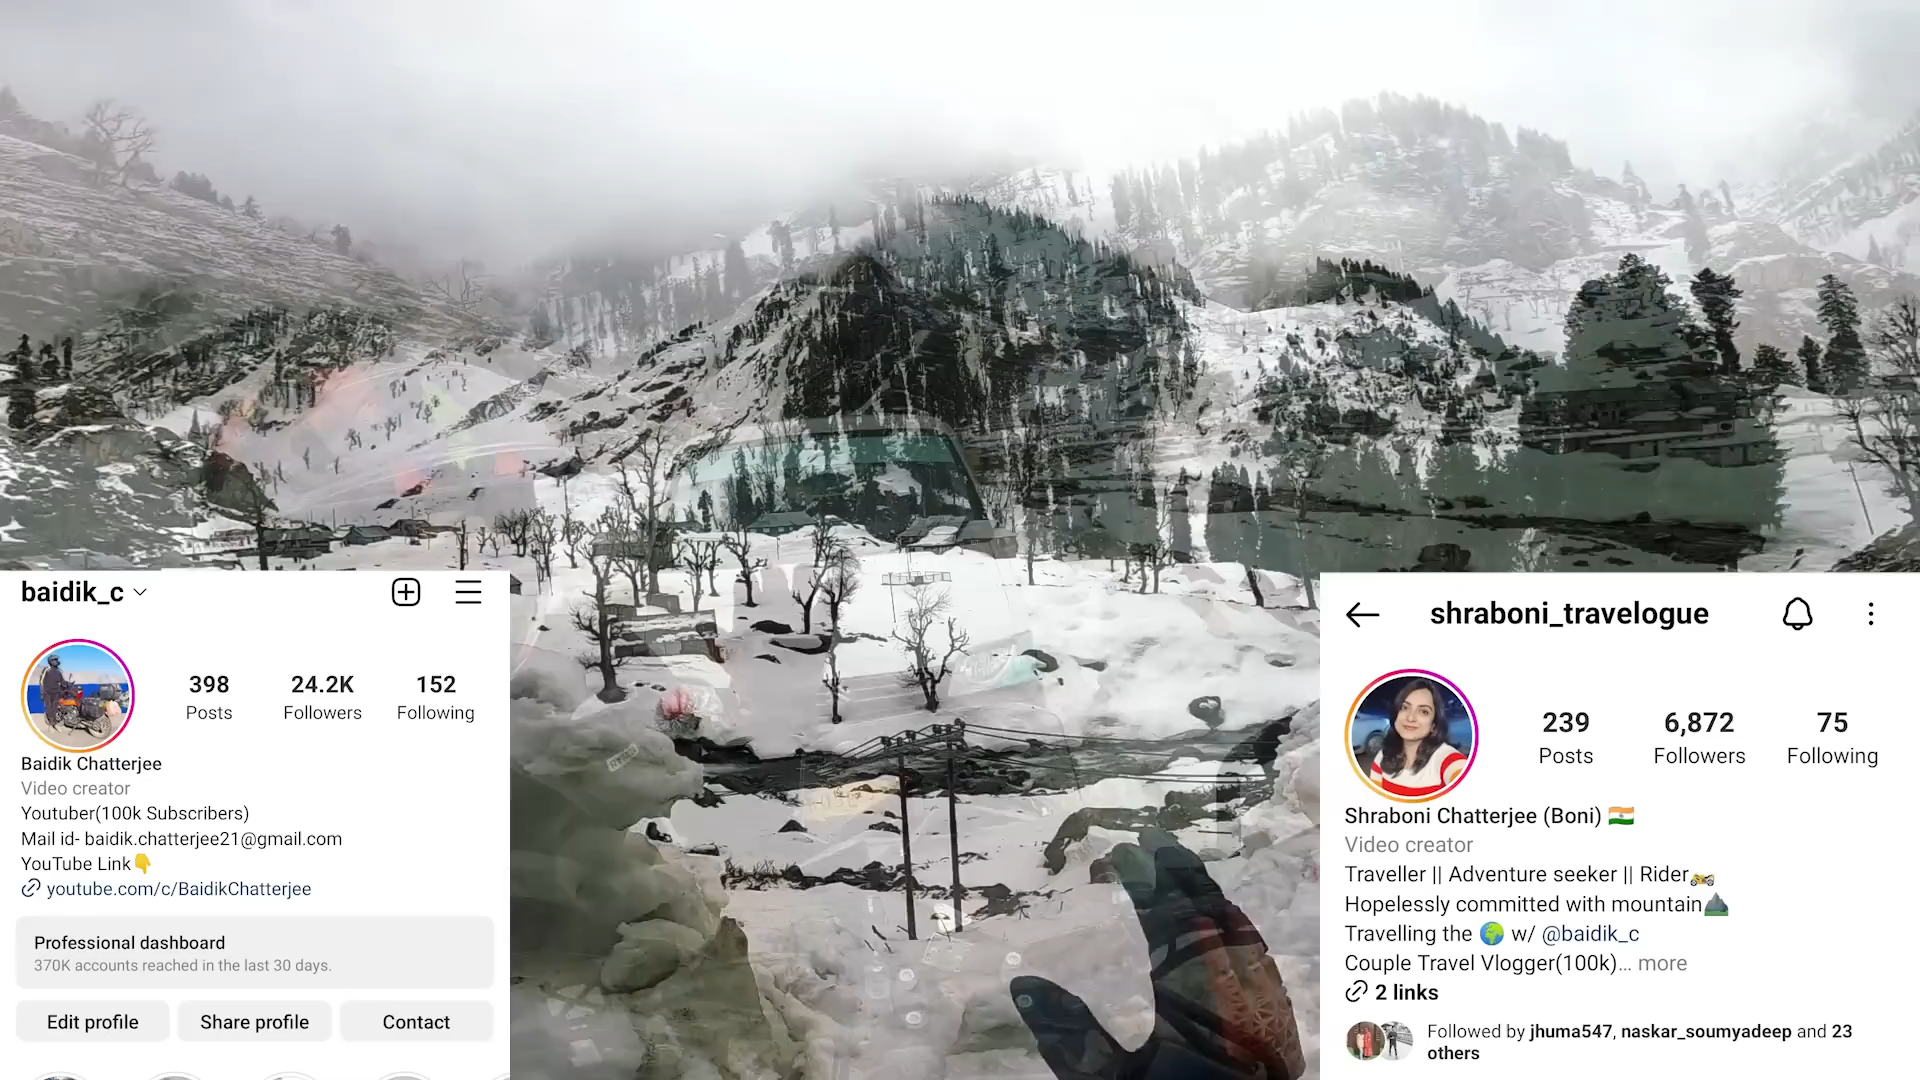 baidik_c
398
24.2K
152
Posts
Followers
Following
Baidik Chatterjee
Video creator
Youtuber(100k Subscribers)
Mail id- baidik.chatterjee21@gmail.com
YouTube Link👇
youtube.com/c/BaidikChatterjee
Professional dashboard
370K accounts reached in the last 30 days.
Edit profile
Share profile
Contact
shraboni_travelogue
239
6,872
75
Posts
Followers
Following
Shraboni Chatterjee (Boni) 🇮🇳
Video creator
Traveller || Adventure seeker || Rider🏍️
Hopelessly committed with mountain⛰️
Travelling the 🌍 w/ @baidik_c
Couple Travel Vlogger(100k)... more
2 links
Followed by jhuma547, naskar_soumyadeep and 23
others